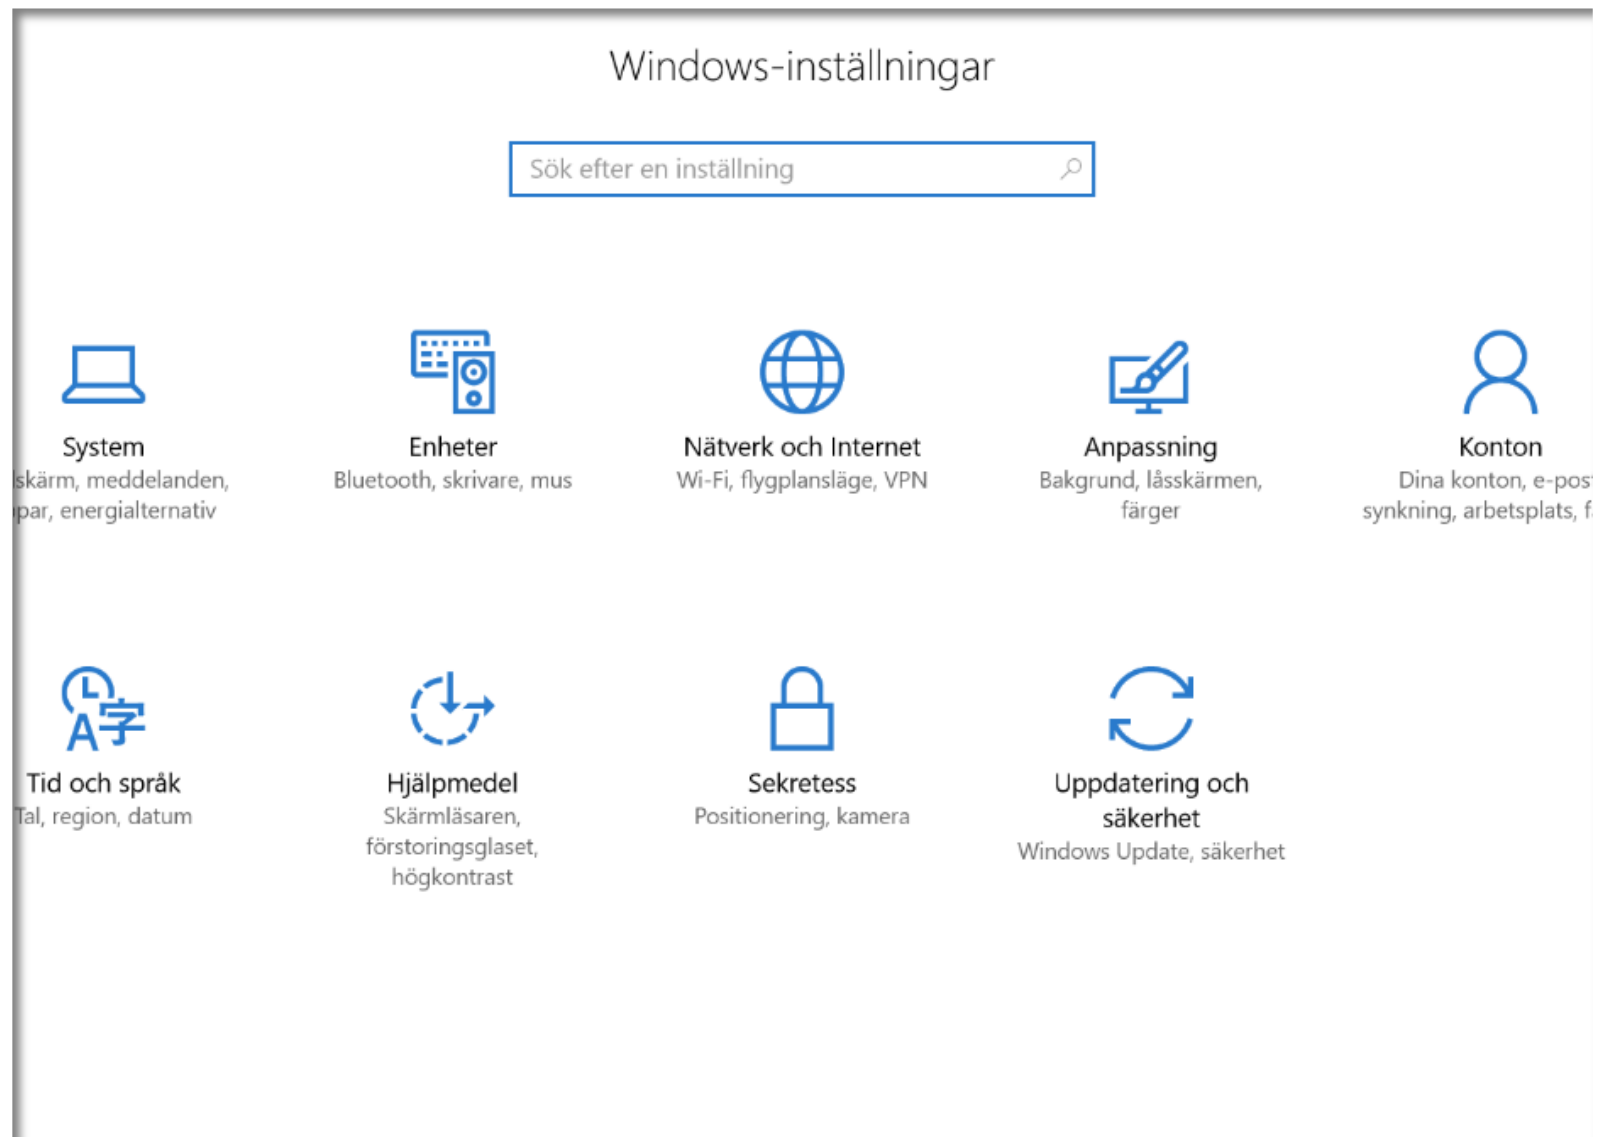 Windows-inställningar
Sök efter en inställning
System
skärm, meddelanden,
par, energialternativ
Enheter
Bluetooth, skrivare, mus
Nätverk och Internet
Wi-Fi, flygplansläge, VPN
Anpassning
Bakgrund, låsskärmen,
färger
Konton
Dina konton, e-post
synkning, arbetsplats, f
Tid och språk
Tal, region, datum
Hjälpmedel
Skärmläsaren,
förstoringsglaset,
högkontrast
Sekretess
Positionering, kamera
Uppdatering och
säkerhet
Windows Update, säkerhet